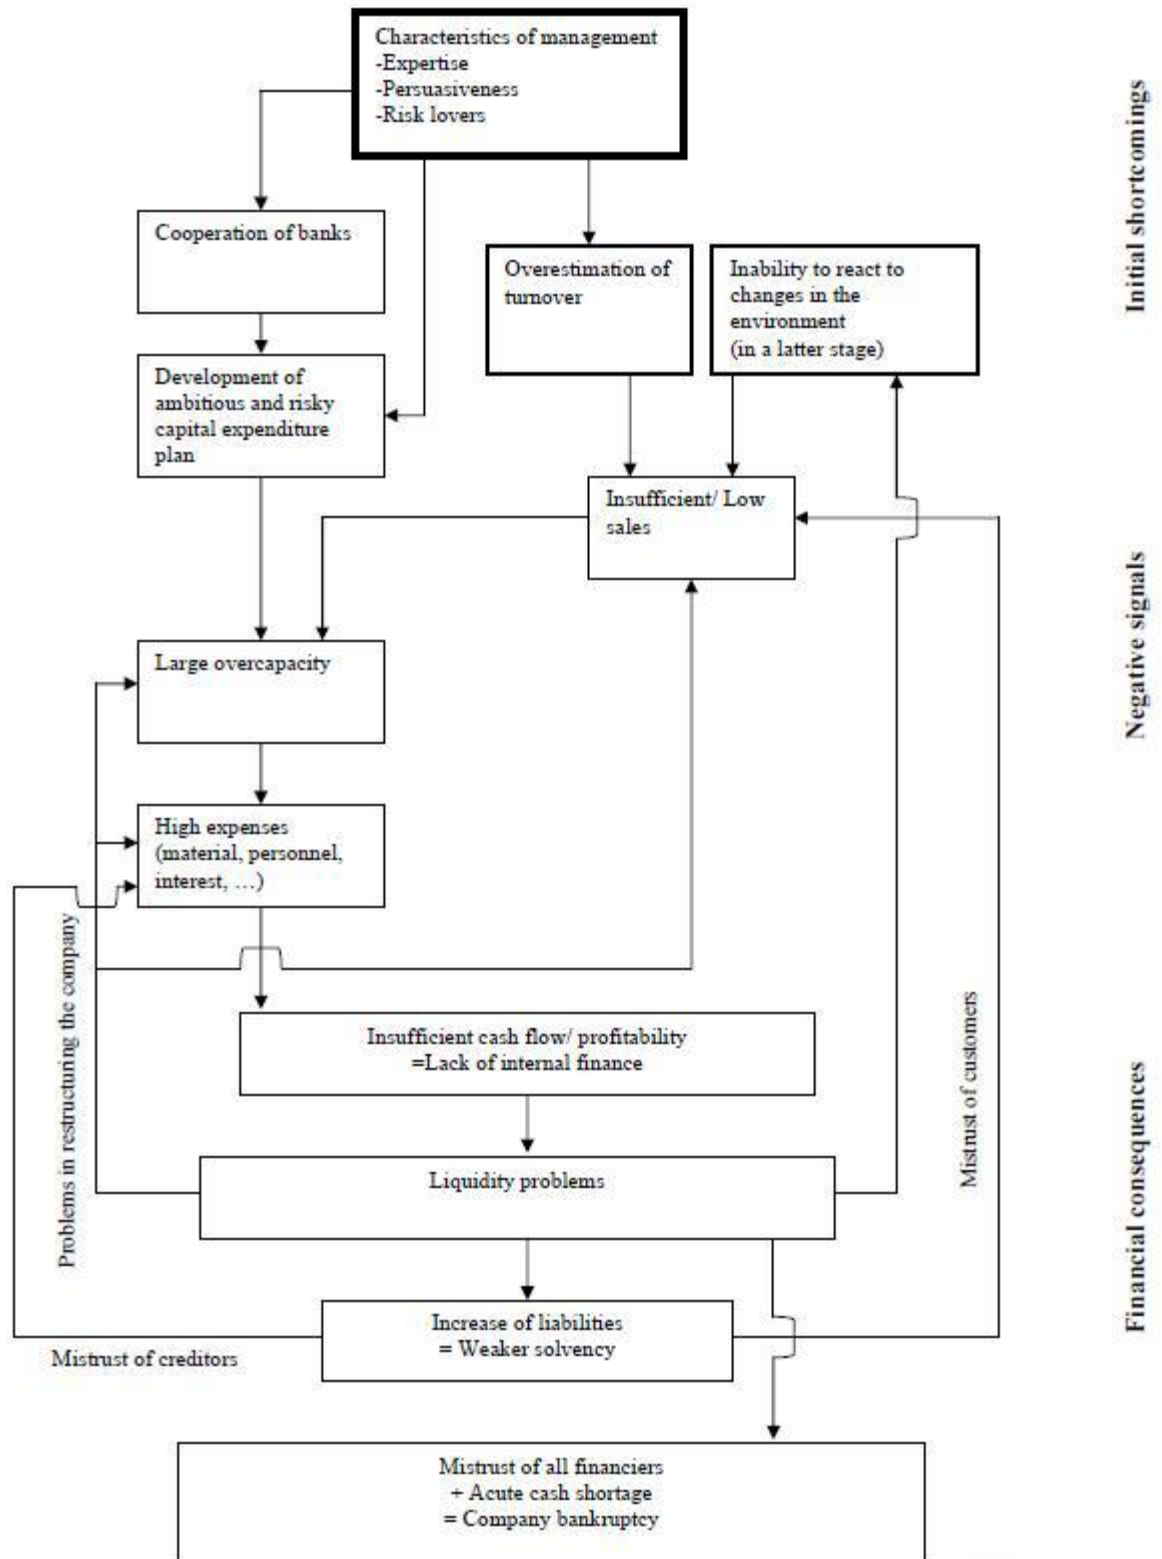 Characteristics of management
-Expertise
-Persuasiveness
-Risk lovers
Initial shortcomings
Cooperation of banks
Overestimation of
turnover
Inability to react to
changes in the
environment
(in a latter stage)
Development of
ambitious and risky
capital expenditure
plan
Insufficient/ Low
sales
Negative signals
Large overcapacity
High expenses
(material, personnel,
interest, …)
Problems in restructuring the company
Insufficient cash flow/ profitability
=Lack of internal finance
Mistrust of customers
Financial consequences
Liquidity problems
Increase of liabilities
= Weaker solvency
Mistrust of creditors
Mistrust of all financiers
+ Acute cash shortage
= Company bankruptcy